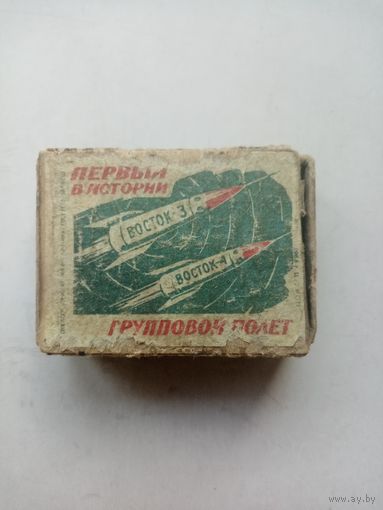 ПЕРВЫЙ
В ИСТОРИИ
ВОСТОК-3
ВОСТОК-4
ГРУППОВОЙ ПОЛЕТ
www.ay.by